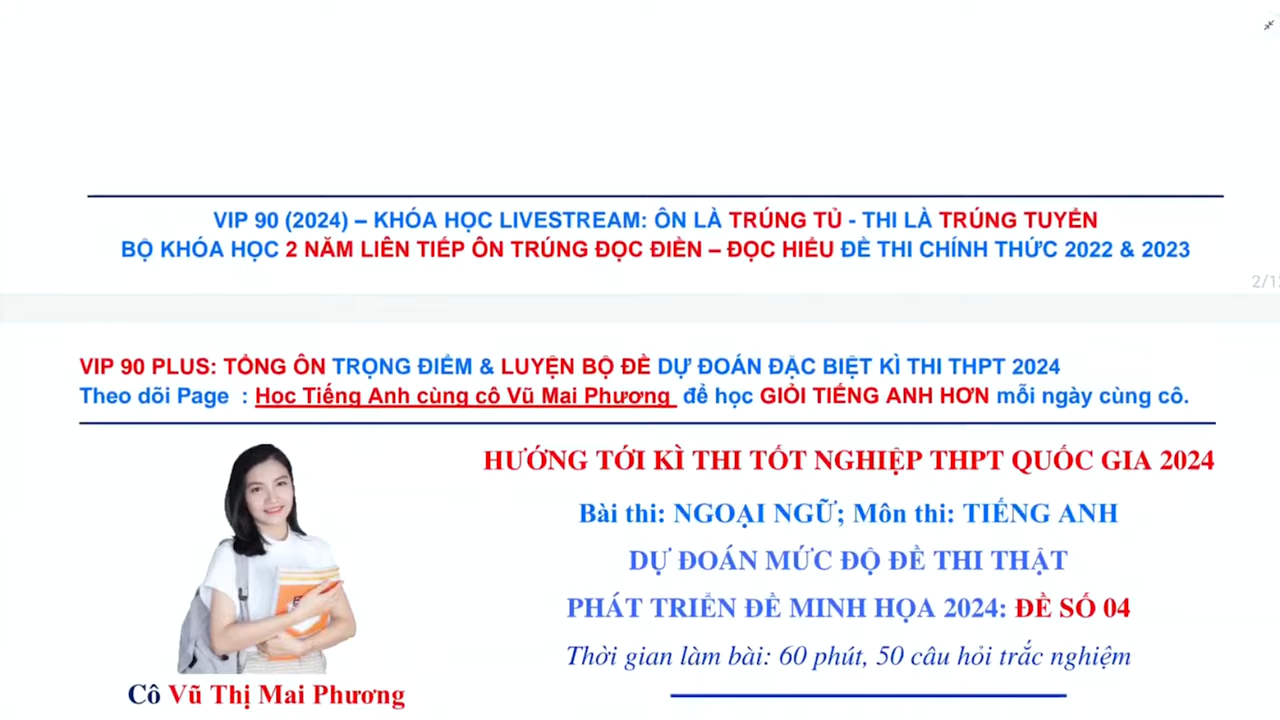 VIP 90 (2024) – KHÓA HỌC LIVESTREAM: ÔN LÀ TRÚNG TỦ - THI LÀ TRÚNG TUYỂN
BỘ KHÓA HỌC 2 NĂM LIÊN TIẾP ÔN TRÚNG ĐỌC ĐIỀN – ĐỌC HIỂU ĐỀ THI CHÍNH THỨC 2022 & 2023
VIP 90 PLUS: TỔNG ÔN TRỌNG ĐIỂM & LUYỆN BỘ ĐỀ DỰ ĐOÁN ĐẶC BIỆT KÌ THI THPT 2024
Theo dõi Page : Học Tiếng Anh cùng cô Vũ Mai Phương để học GIỎI TIẾNG ANH HƠN mỗi ngày cùng cô.
HƯỚNG TỚI KÌ THI TỐT NGHIỆP THPT QUỐC GIA 2024
Bài thi: NGOẠI NGỮ; Môn thi: TIẾNG ANH
DỰ ĐOÁN MỨC ĐỘ ĐỀ THI THẬT
PHÁT TRIỂN ĐỀ MINH HỌA 2024: ĐỀ SỐ 04
Thời gian làm bài: 60 phút, 50 câu hỏi trắc nghiệm
Cô Vũ Thị Mai Phương